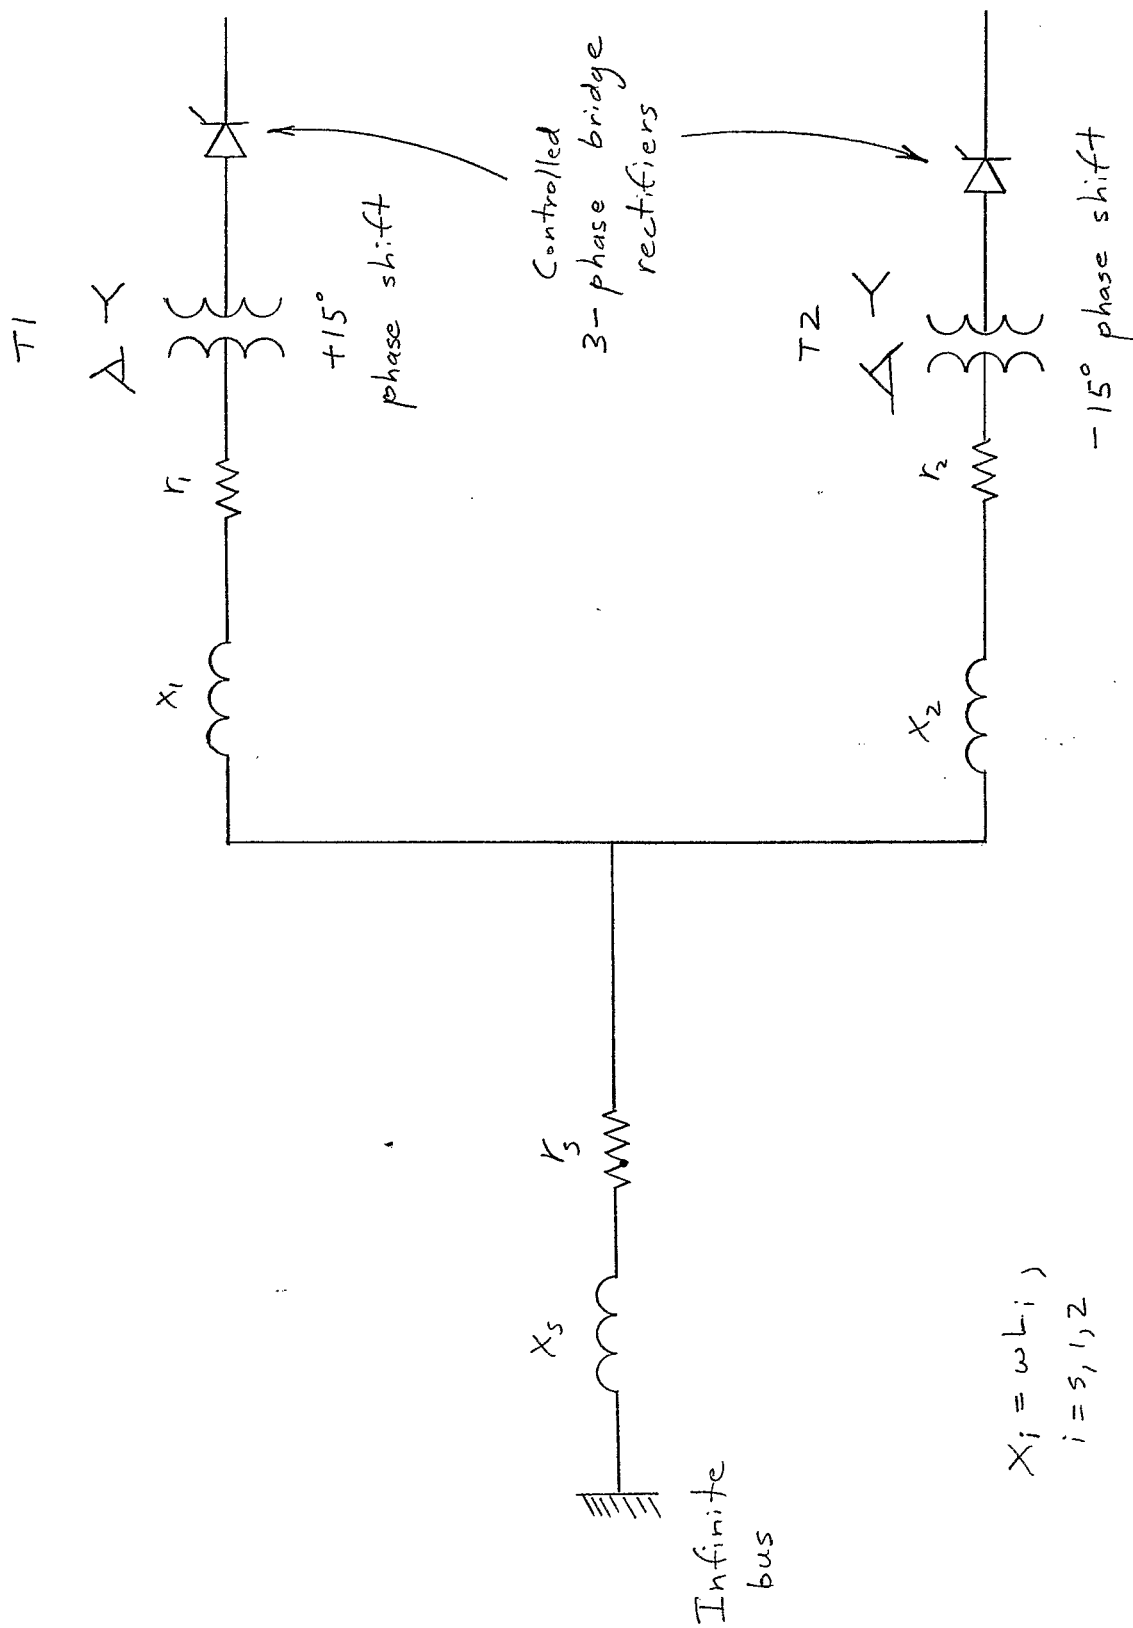 T1
Δ Y
+15°
phase shift
r₁
x₁
Controlled
3-phase bridge
rectifiers
T2
Δ Y
-15° phase shift
r₂
x₂
rₛ
xₛ
Infinite
bus
xᵢ = ωLᵢ,
i = s, 1, 2